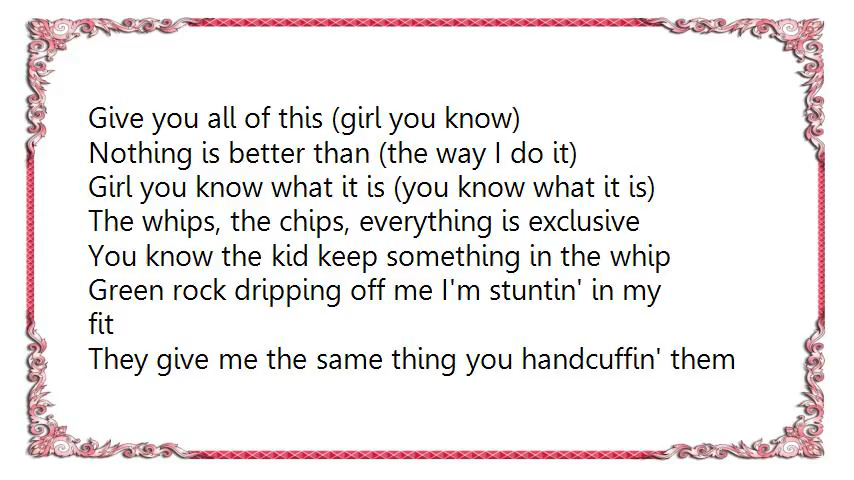 Give you all of this (girl you know)
Nothing is better than (the way I do it)
Girl you know what it is (you know what it is)
The whips, the chips, everything is exclusive
You know the kid keep something in the whip
Green rock dripping off me I'm stuntin' in my
fit
They give me the same thing you handcuffin' them